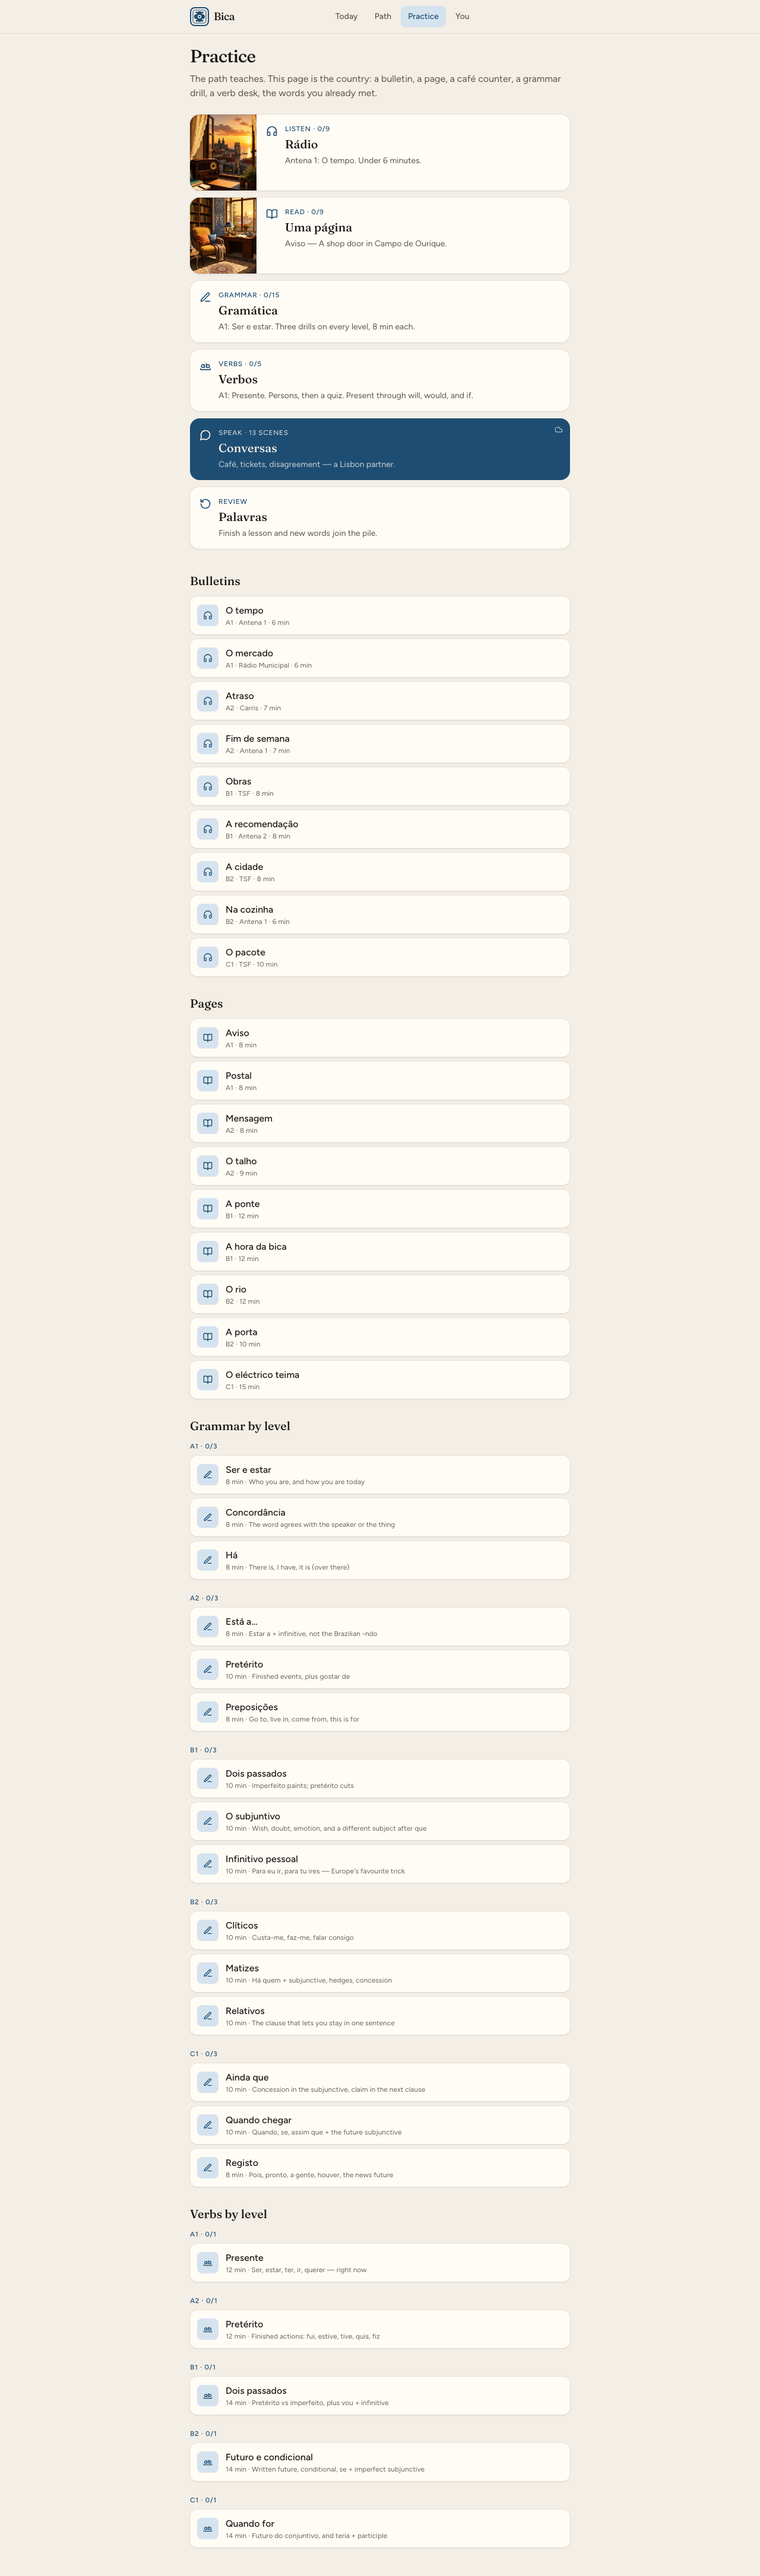 Bica
Today
Path
Practice
You
Practice
The path teaches. This page is the country: a bulletin, a page, a café counter, a grammar
drill, a verb desk, the words you already met.
LISTEN · 0/9
Rádio
Antena 1: O tempo. Under 6 minutes.
READ · 0/9
Uma página
Aviso — A shop door in Campo de Ourique.
GRAMMAR · 0/15
Gramática
A1: Ser e estar. Three drills on every level, 8 min each.
VERBS · 0/5
Verbos
A1: Presente. Persons, then a quiz. Present through will, would, and if.
SPEAK · 13 SCENES
Conversas
Café, tickets, disagreement — a Lisbon partner.
REVIEW
Palavras
Finish a lesson and new words join the pile.
Bulletins
O tempo
A1 · Antena 1 · 6 min
O mercado
A1 · Rádio Municipal · 6 min
Atraso
A2 · Carris · 7 min
Fim de semana
A2 · Antena 1 · 7 min
Obras
B1 · TSF · 8 min
A recomendação
B1 · Antena 2 · 8 min
A cidade
B2 · TSF · 8 min
Na cozinha
B2 · Antena 1 · 6 min
O pacote
C1 · TSF · 10 min
Pages
Aviso
A1 · 8 min
Postal
A1 · 8 min
Mensagem
A2 · 8 min
O talho
A2 · 9 min
A ponte
B1 · 12 min
A hora da bica
B1 · 12 min
O rio
B2 · 12 min
A porta
B2 · 10 min
O eléctrico teima
C1 · 15 min
Grammar by level
A1 · 0/3
Ser e estar
8 min · Who you are, and how you are today
Concordância
8 min · The word agrees with the speaker or the thing
Há
8 min · There is, I have, it is (over there)
A2 · 0/3
Está a…
8 min · Estar a + infinitive, not the Brazilian -ndo
Pretérito
10 min · Finished events, plus gostar de
Preposições
8 min · Go to, live in, come from, this is for
B1 · 0/3
Dois passados
10 min · Imperfeito paints; pretérito cuts
O subjuntivo
10 min · Wish, doubt, emotion, and a different subject after que
Infinitivo pessoal
10 min · Para eu ir, para tu ires — Europe's favourite trick
B2 · 0/3
Clíticos
10 min · Custa-me, faz-me, falar consigo
Matizes
10 min · Há quem + subjunctive, hedges, concession
Relativos
10 min · The clause that lets you stay in one sentence
C1 · 0/3
Ainda que
10 min · Concession in the subjunctive, claim in the next clause
Quando chegar
10 min · Quando, se, assim que + the future subjunctive
Registo
8 min · Pois, pronto, a gente, houver, the news future
Verbs by level
A1 · 0/1
Presente
12 min · Ser, estar, ter, ir, querer — right now
A2 · 0/1
Pretérito
12 min · Finished actions: fui, estive, tive, quis, fiz
B1 · 0/1
Dois passados
14 min · Pretérito vs imperfeito, plus vou + infinitive
B2 · 0/1
Futuro e condicional
14 min · Written future, conditional, se + imperfect subjunctive
C1 · 0/1
Quando for
14 min · Futuro do conjuntivo, and teria + participle